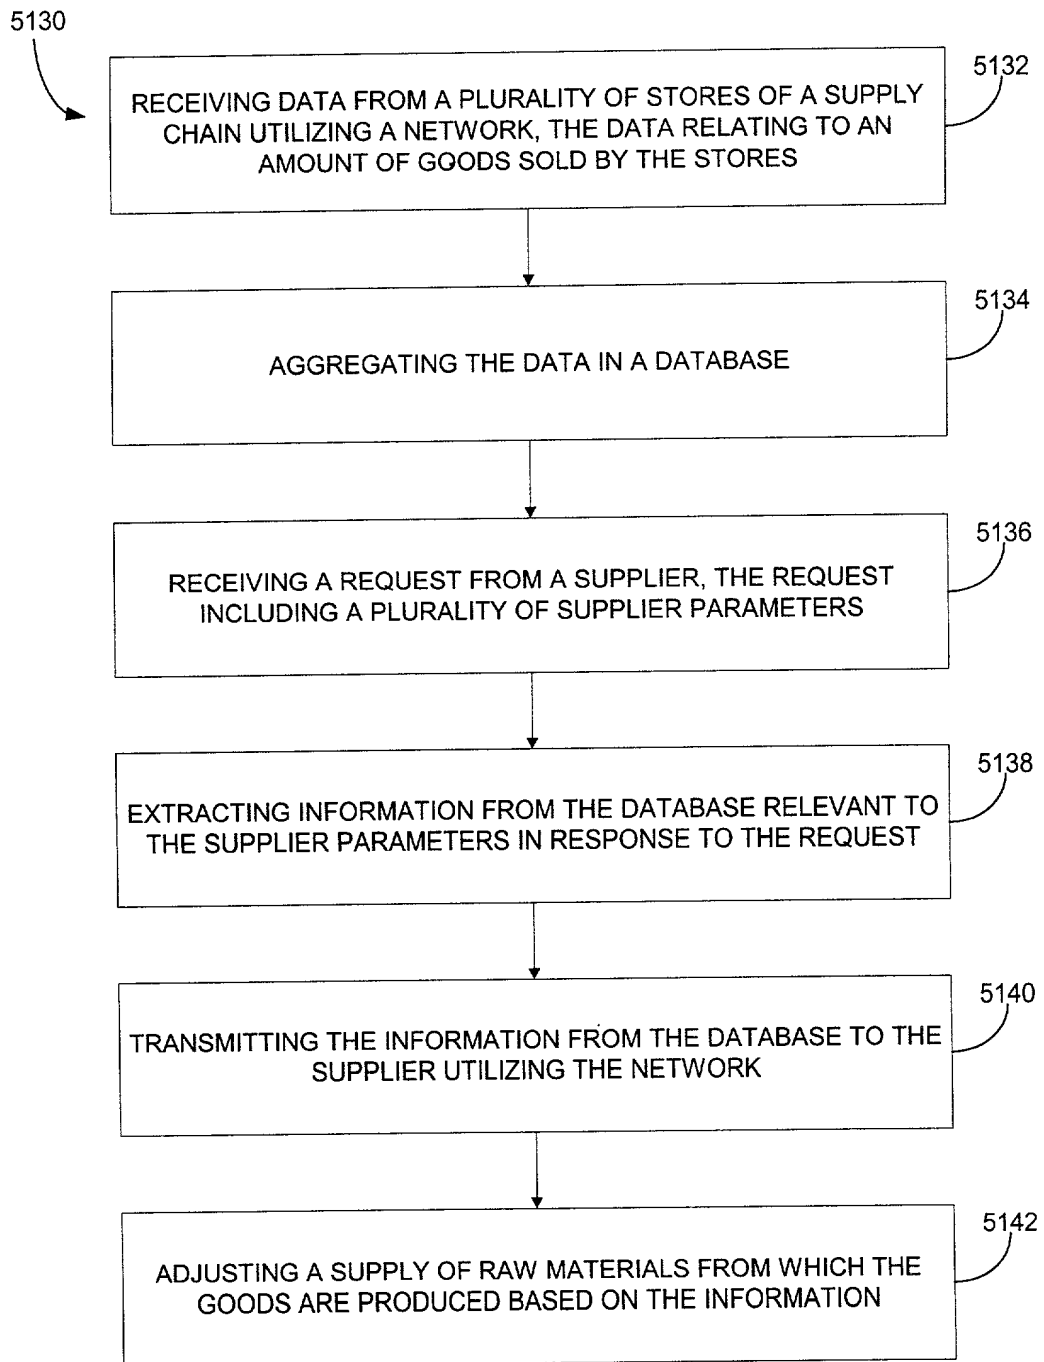 5130
5132
RECEIVING DATA FROM A PLURALITY OF STORES OF A SUPPLY
CHAIN UTILIZING A NETWORK, THE DATA RELATING TO AN
AMOUNT OF GOODS SOLD BY THE STORES
5134
AGGREGATING THE DATA IN A DATABASE
5136
RECEIVING A REQUEST FROM A SUPPLIER, THE REQUEST
INCLUDING A PLURALITY OF SUPPLIER PARAMETERS
5138
EXTRACTING INFORMATION FROM THE DATABASE RELEVANT TO
THE SUPPLIER PARAMETERS IN RESPONSE TO THE REQUEST
5140
TRANSMITTING THE INFORMATION FROM THE DATABASE TO THE
SUPPLIER UTILIZING THE NETWORK
5142
ADJUSTING A SUPPLY OF RAW MATERIALS FROM WHICH THE
GOODS ARE PRODUCED BASED ON THE INFORMATION